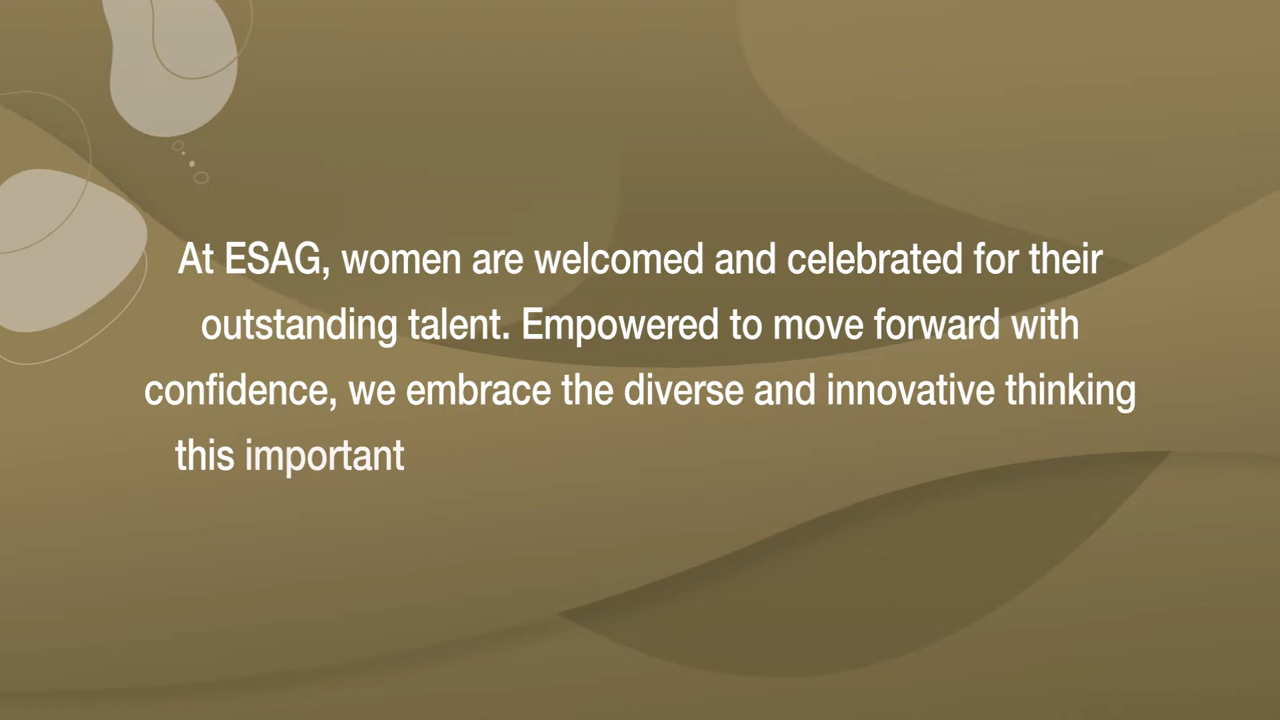 At ESAG, women are welcomed and celebrated for their
outstanding talent. Empowered to move forward with
confidence, we embrace the diverse and innovative thinking
this important